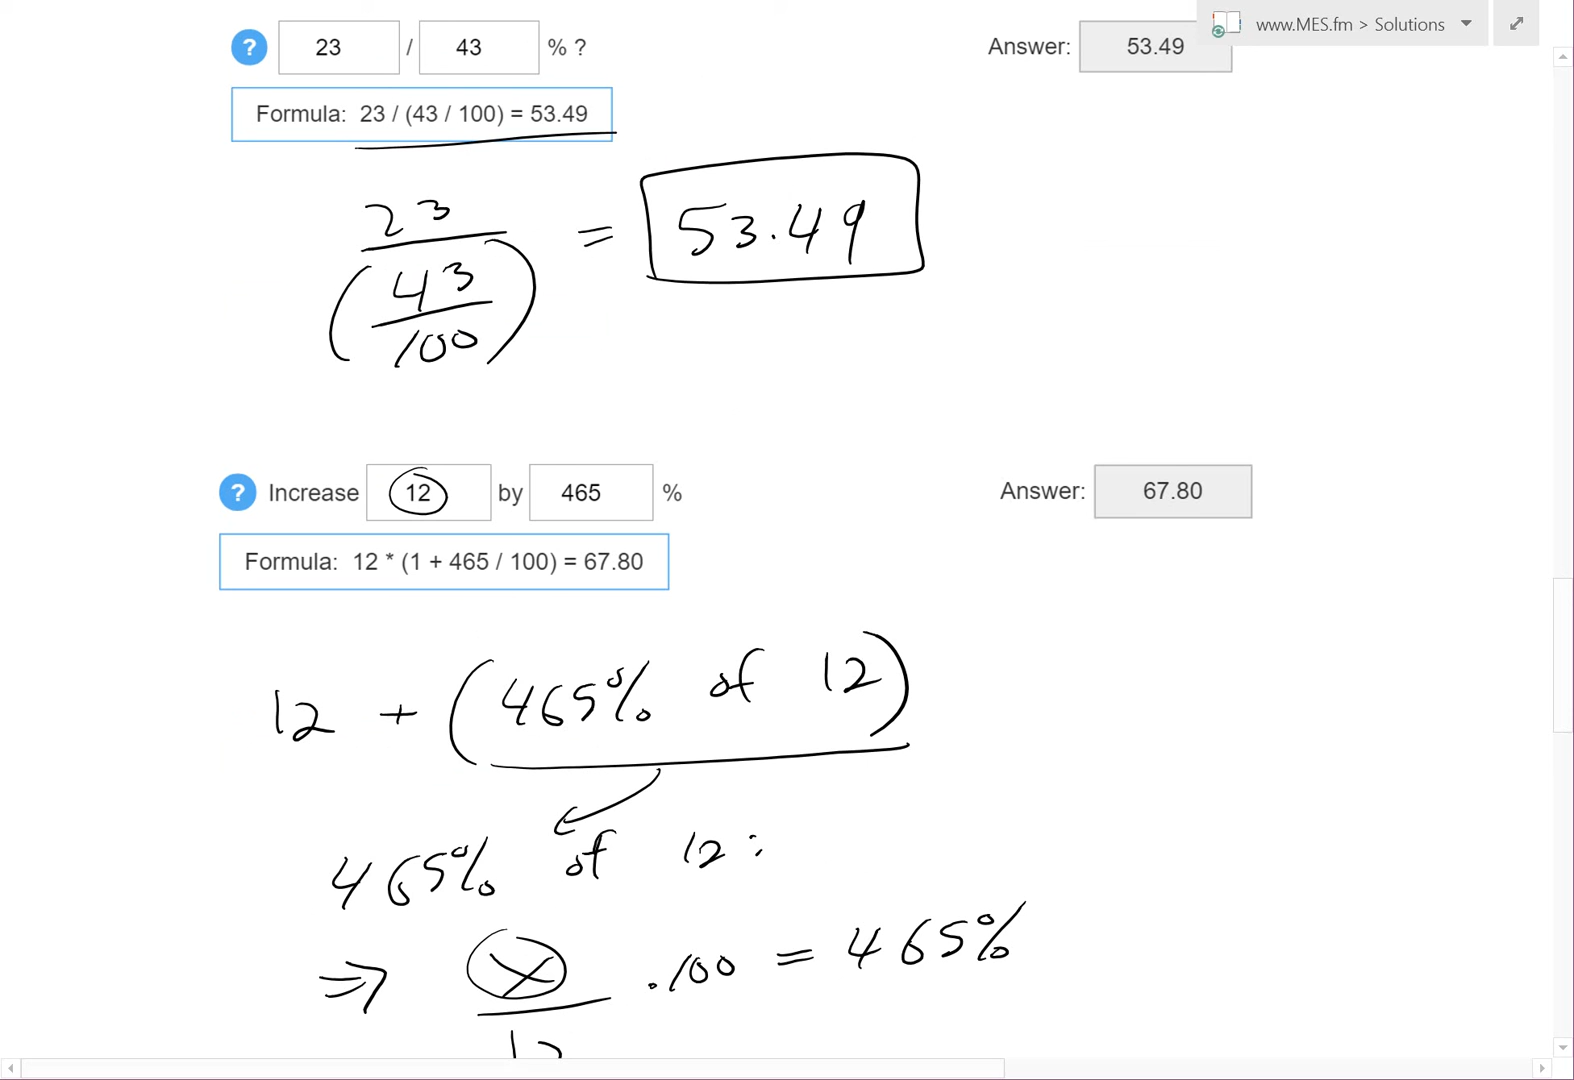 www.MES.fm > Solutions
? 23 / 43 % ? Answer: 53.49
Formula: 23 / (43 / 100) = 53.49
23
(43
100) = 53.49
? Increase 12 by 465 % Answer: 67.80
Formula: 12 * (1 + 465 / 100) = 67.80
12 + (465% of 12)
465% of 12:
⇒ x . 100 = 465%
12